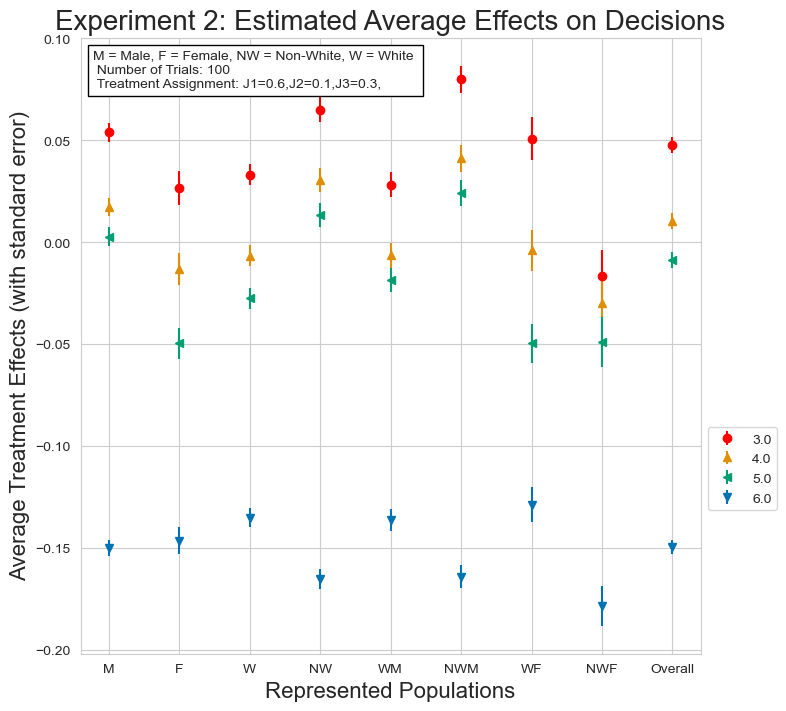 Experiment 2: Estimated Average Effects on Decisions
M = Male, F = Female, NW = Non-White, W = White
Number of Trials: 100
Treatment Assignment: J1=0.6,J2=0.1,J3=0.3,
Average Treatment Effects (with standard error)
0.10
0.05
0.00
−0.05
−0.10
−0.15
−0.20
3.0
4.0
5.0
6.0
M F W NW WM NWM WF NWF Overall
Represented Populations